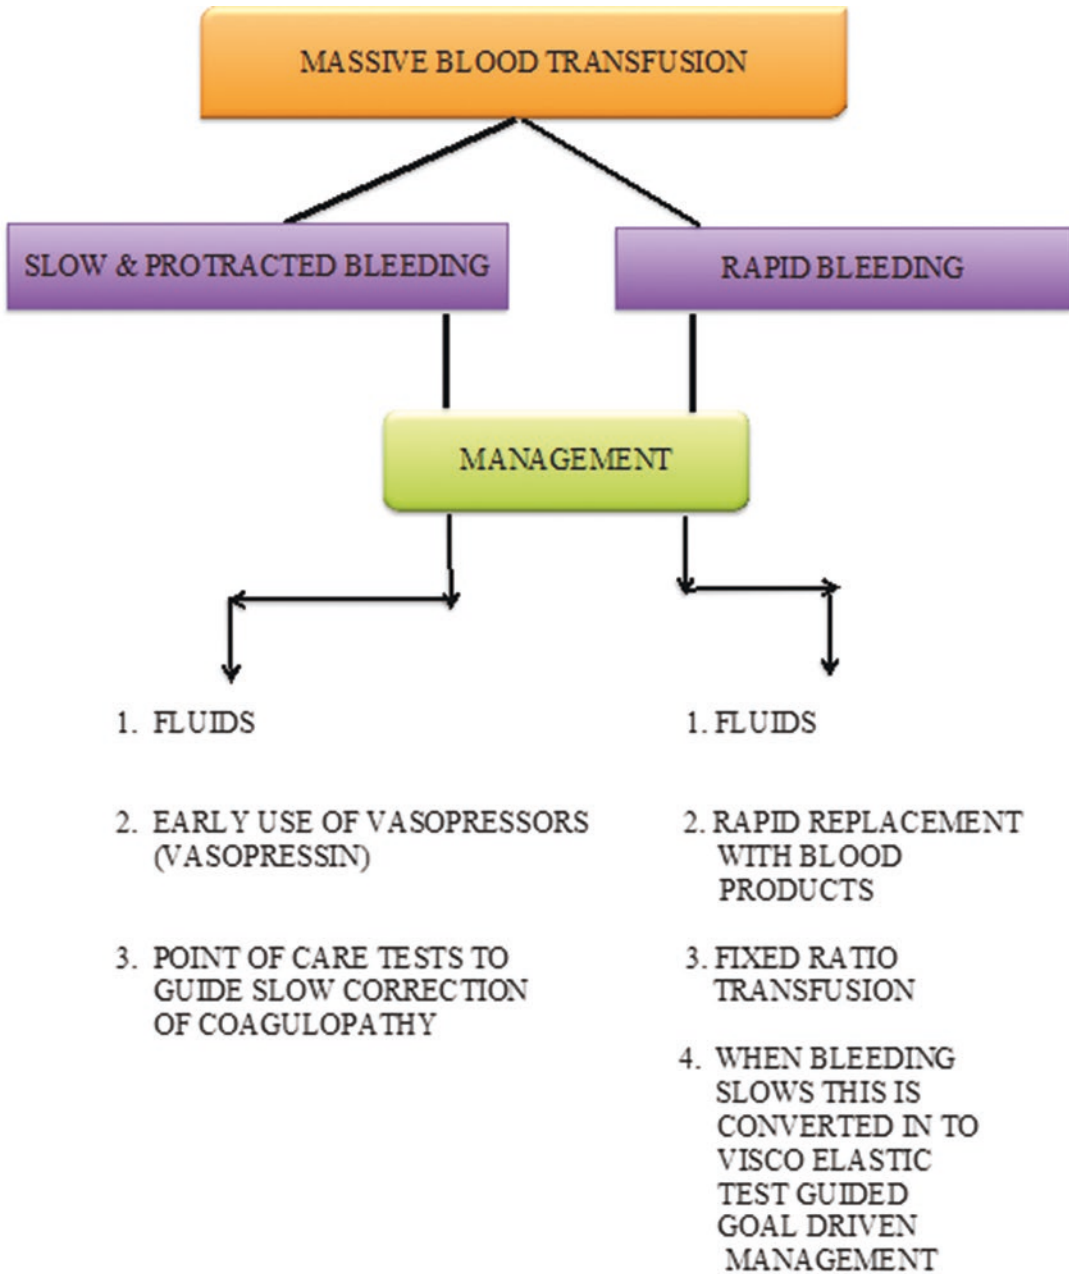 MASSIVE BLOOD TRANSFUSION
SLOW & PROTRACTED BLEEDING
RAPID BLEEDING
MANAGEMENT
1. FLUIDS
2. EARLY USE OF VASOPRESSORS
(VASOPRESSIN)
3. POINT OF CARE TESTS TO
GUIDE SLOW CORRECTION
OF COAGULOPATHY
1. FLUIDS
2. RAPID REPLACEMENT
WITH BLOOD
PRODUCTS
3. FIXED RATIO
TRANSFUSION
4. WHEN BLEEDING
SLOWS THIS IS
CONVERTED IN TO
VISCO ELASTIC
TEST GUIDED
GOAL DRIVEN
MANAGEMENT